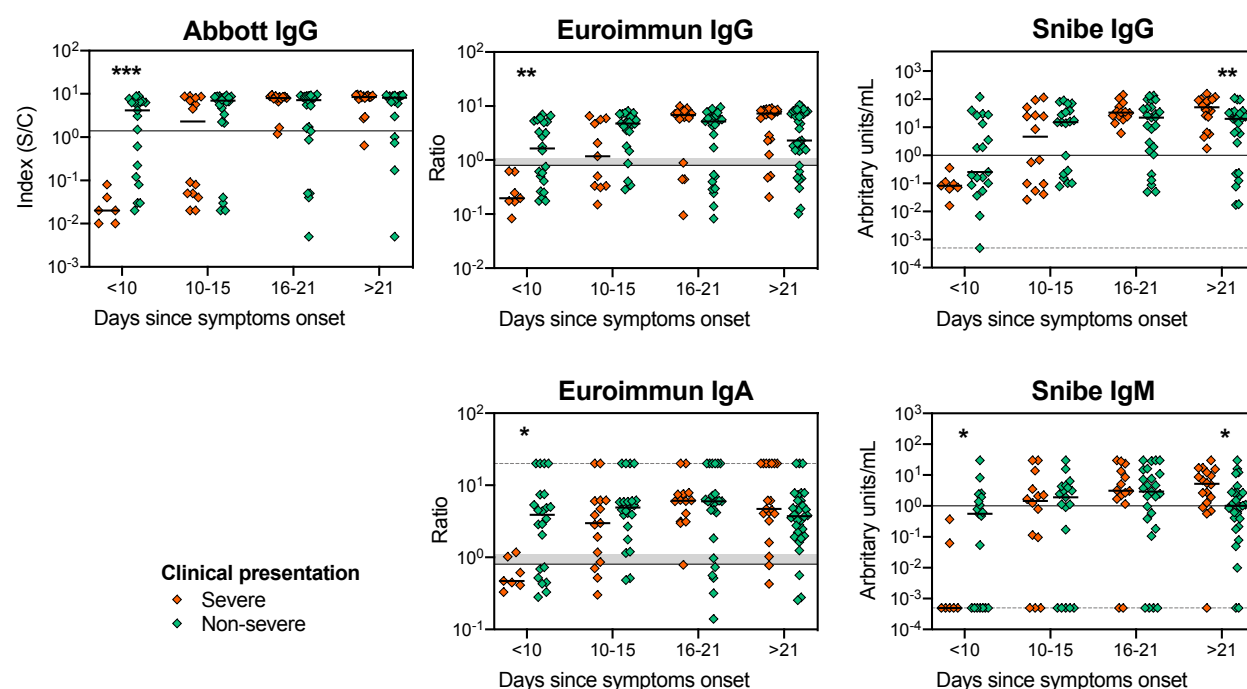 Abbott IgG
10²
10¹
10⁰
10⁻¹
10⁻²
10⁻³
Index (S/C)
***
<10 10-15 16-21 >21
Days since symptoms onset
Euroimmun IgG
10²
10¹
10⁰
10⁻¹
10⁻²
Ratio
**
<10 10-15 16-21 >21
Days since symptoms onset
Snibe IgG
10³
10²
10¹
10⁰
10⁻¹
10⁻²
10⁻³
10⁻⁴
Arbritary units/mL
**
<10 10-15 16-21 >21
Days since symptoms onset
Clinical presentation
Severe
Non-severe
Euroimmun IgA
10²
10¹
10⁰
10⁻¹
Ratio
*
<10 10-15 16-21 >21
Days since symptoms onset
Snibe IgM
10³
10²
10¹
10⁰
10⁻¹
10⁻²
10⁻³
10⁻⁴
Arbritary units/mL
* *
<10 10-15 16-21 >21
Days since symptoms onset